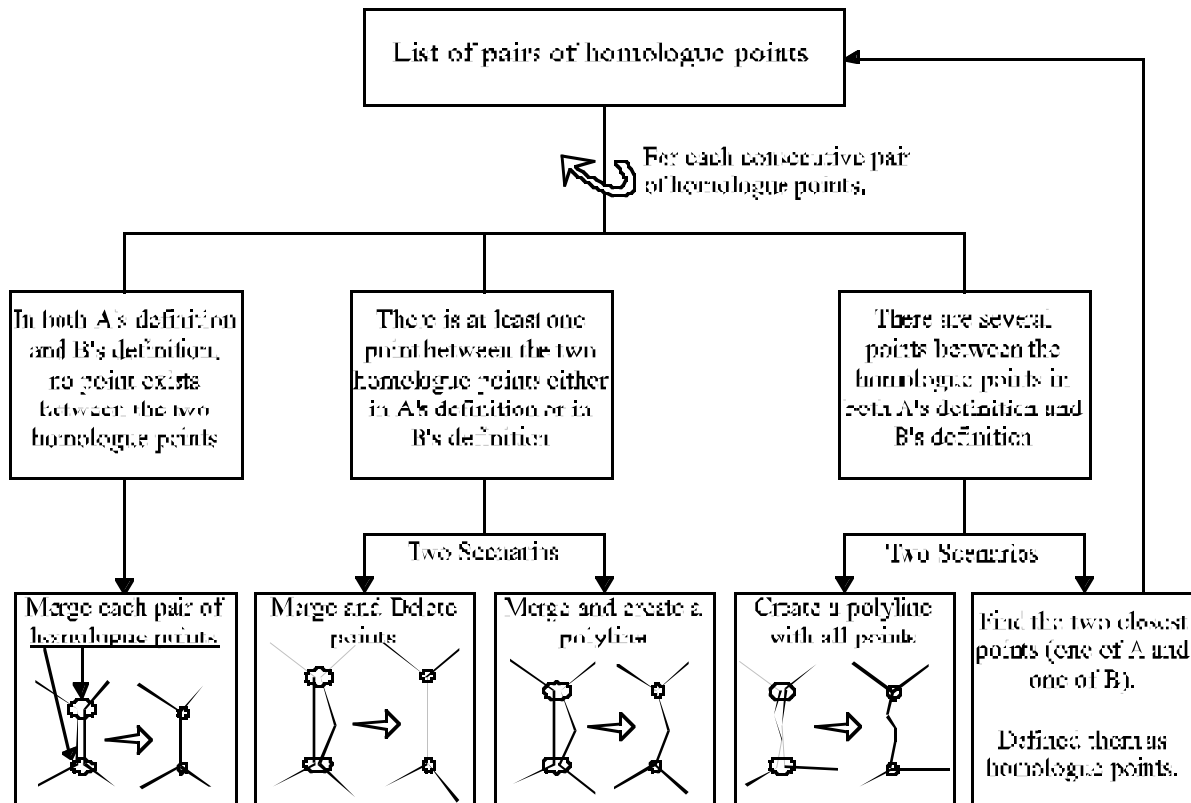 List of pairs of homologue points
For each consecutive pair
of homologue points.
In both A's definition
and B's definition,
no point exists
between the two
homologue points
There is at least one
point between the two
homologue points either
in A's definition or in
B's definition
There are several
points between the
homologue points in
both A's definition and
B's definition
Two Scenarios
Two Scenarios
Merge each pair of
homologue points
Merge and Delete
points
Merge and create a
polyline
Create a polyline
with all points
Find the two closest
points (one of A and
one of B).
Defined them as
homologue points.